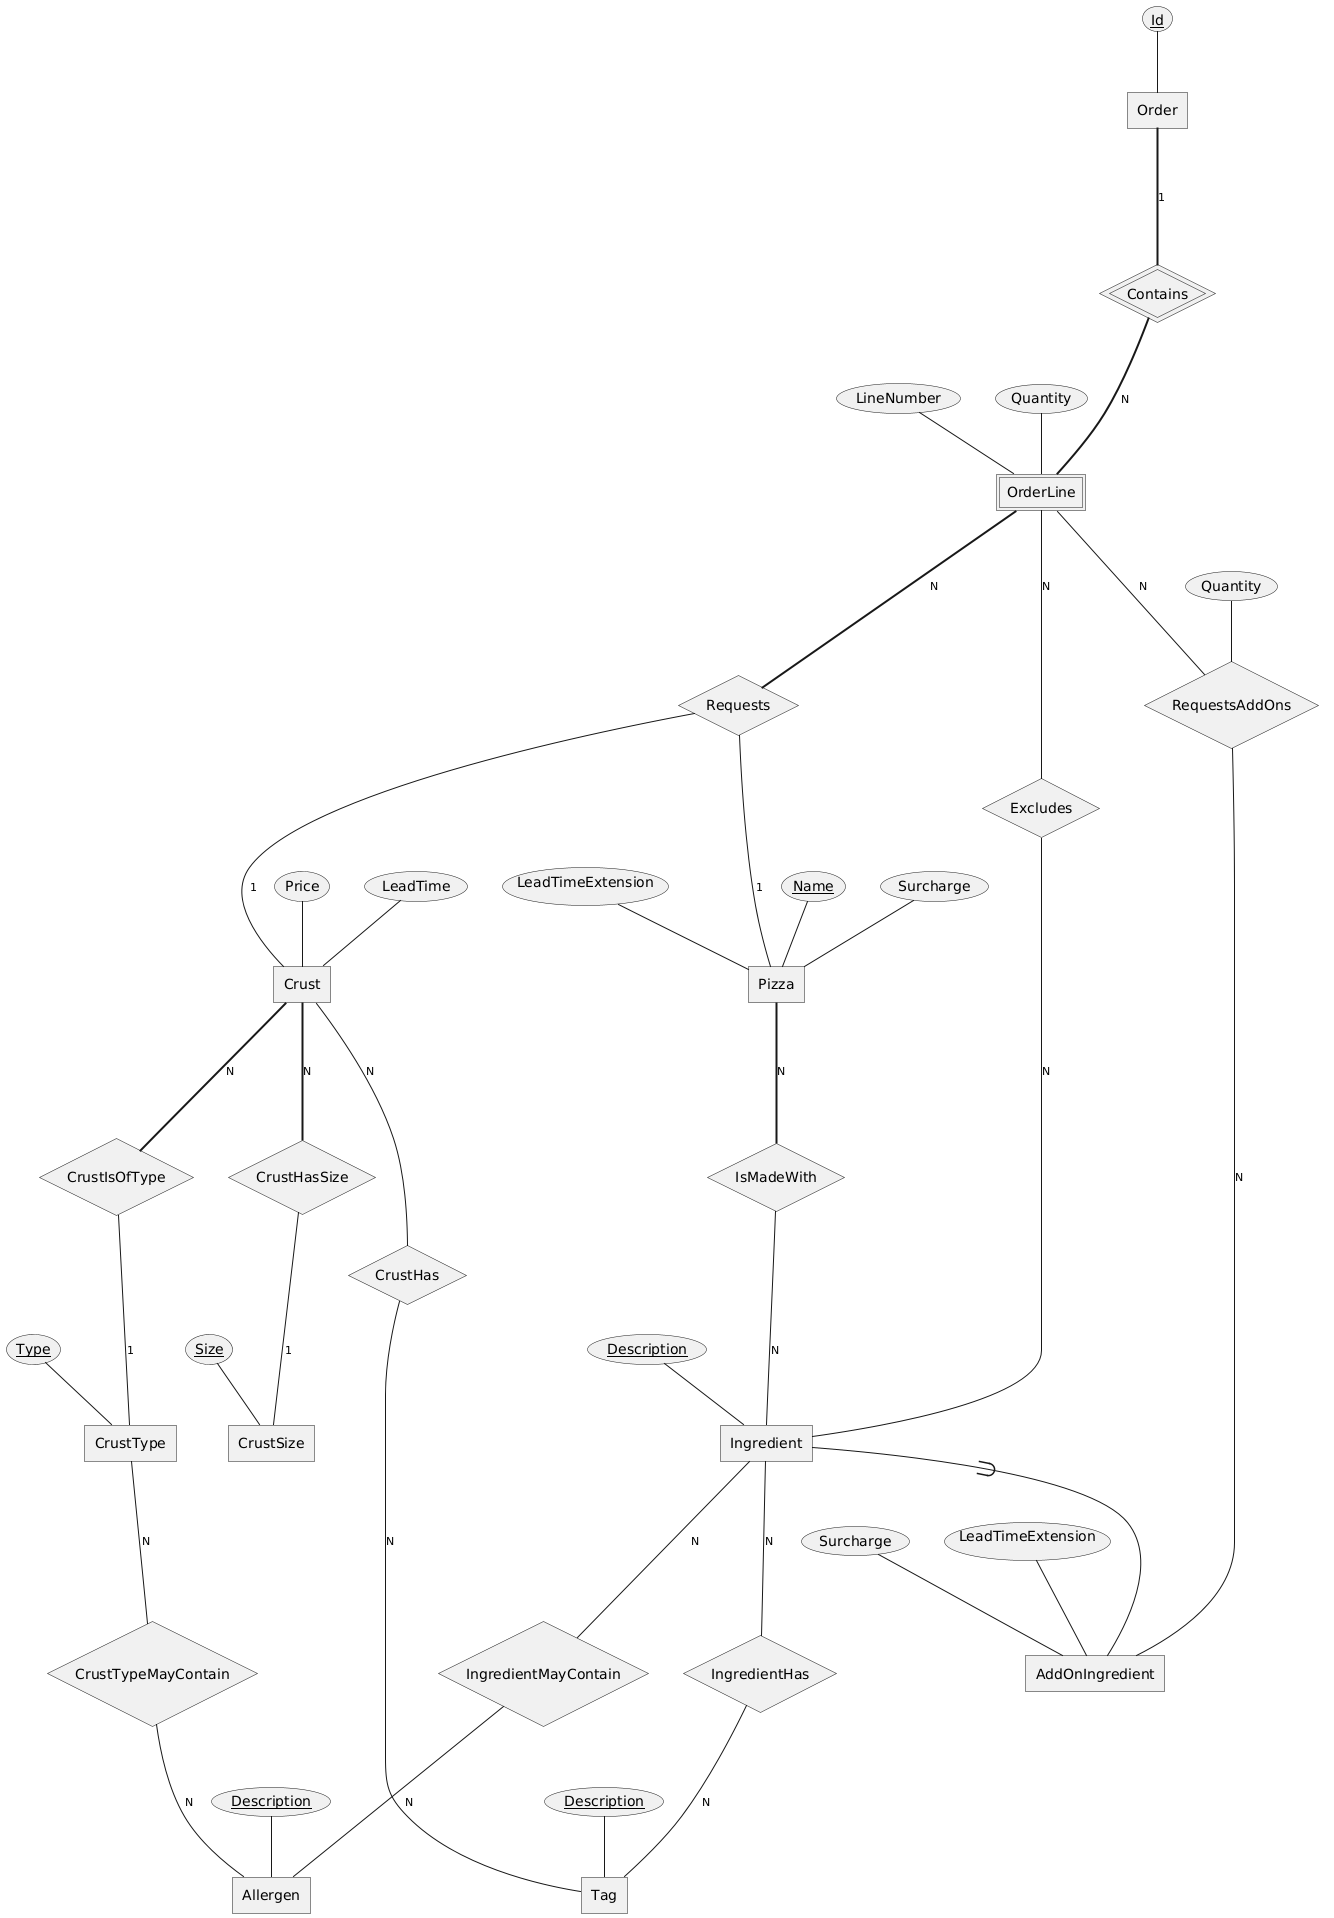 Id
Order
1
Contains
LineNumber
Quantity
N
OrderLine
N
N
N
Quantity
Requests
RequestsAddOns
Excludes
1
Price
LeadTime
LeadTimeExtension
1
Name
Surcharge
Crust
Pizza
N
N
N
N
N
CrustIsOfType
CrustHasSize
IsMadeWith
N
CrustHas
Type
1
Size
1
Description
N
CrustType
CrustSize
Ingredient
N
N
N
N
Surcharge
LeadTimeExtension
CrustTypeMayContain
IngredientMayContain
IngredientHas
AddOnIngredient
N
Description
N
Description
N
Allergen
Tag